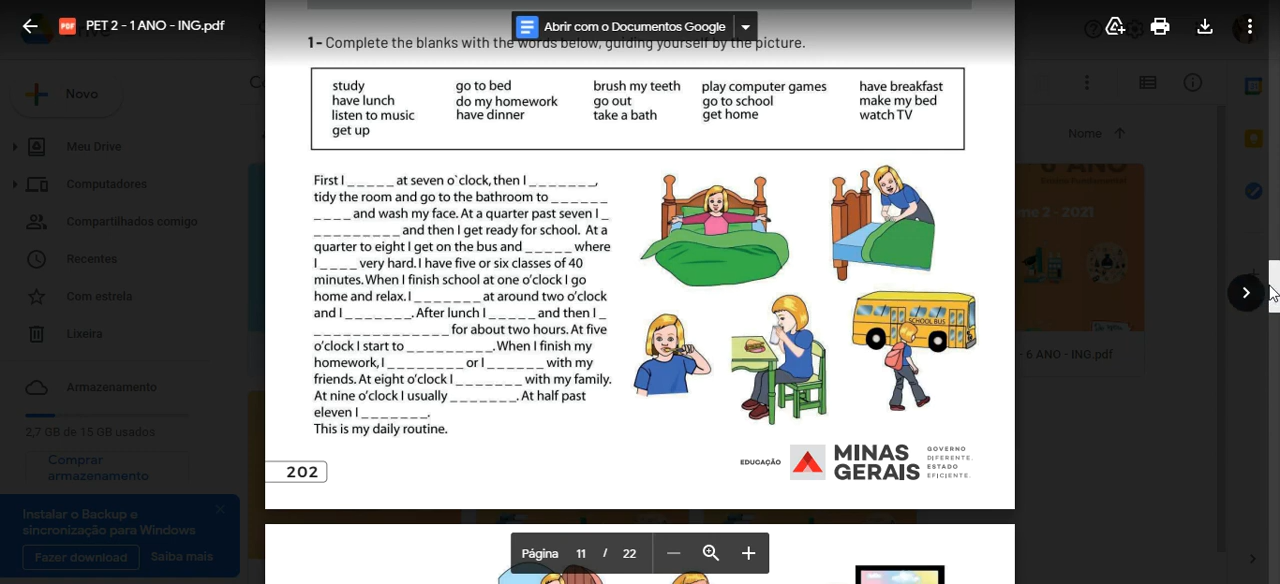 PET 2 - 1 ANO - ING.pdf
Abrir com o Documentos Google
1 - Complete the blanks with the words below, guiding yourself by the picture.
study go to bed brush my teeth play computer games have breakfast
have lunch do my homework go out go to school make my bed
listen to music have dinner take a bath get home watch TV
get up
First I _ _ _ _ _ at seven o`clock, then I _ _ _ _ _ _ _,
tidy the room and go to the bathroom to _ _ _ _ _ _
_ _ _ _ and wash my face. At a quarter past seven I _
_ _ _ _ _ _ _ _ _ and then I get ready for school. At a
quarter to eight I get on the bus and _ _ _ _ _ where
I _ _ _ _ very hard. I have five or six classes of 40
minutes. When I finish school at one o'clock I go
home and relax. I _ _ _ _ _ _ _ at around two o'clock
and I _ _ _ _ _ _ _. After lunch I _ _ _ _ _ and then I _
_ _ _ _ _ _ _ _ _ _ _ _ _ _ for about two hours. At five
o'clock I start to _ _ _ _ _ _ _ _ _. When I finish my
homework, I _ _ _ _ _ _ _ _ or I _ _ _ _ _ _ with my
friends. At eight o'clock I _ _ _ _ _ _ _ with my family.
At nine o'clock I usually _ _ _ _ _ _ _. At half past
eleven I _ _ _ _ _ _ _.
This is my daily routine.
SCHOOL BUS
202
EDUCAÇÃO
MINAS GERAIS
GOVERNO
DIFERENTE.
ESTADO
EFICIENTE.
Página 11 / 22
Novo
Meu Drive
Computadores
Compartilhados comigo
Recentes
Com estrela
Lixeira
Armazenamento
2,7 GB de 15 GB usados
Comprar
armazenamento
Instalar o Backup e
sincronização para Windows
Fazer download Saiba mais
Nome
2 - 2021
6 ANO - ING.pdf